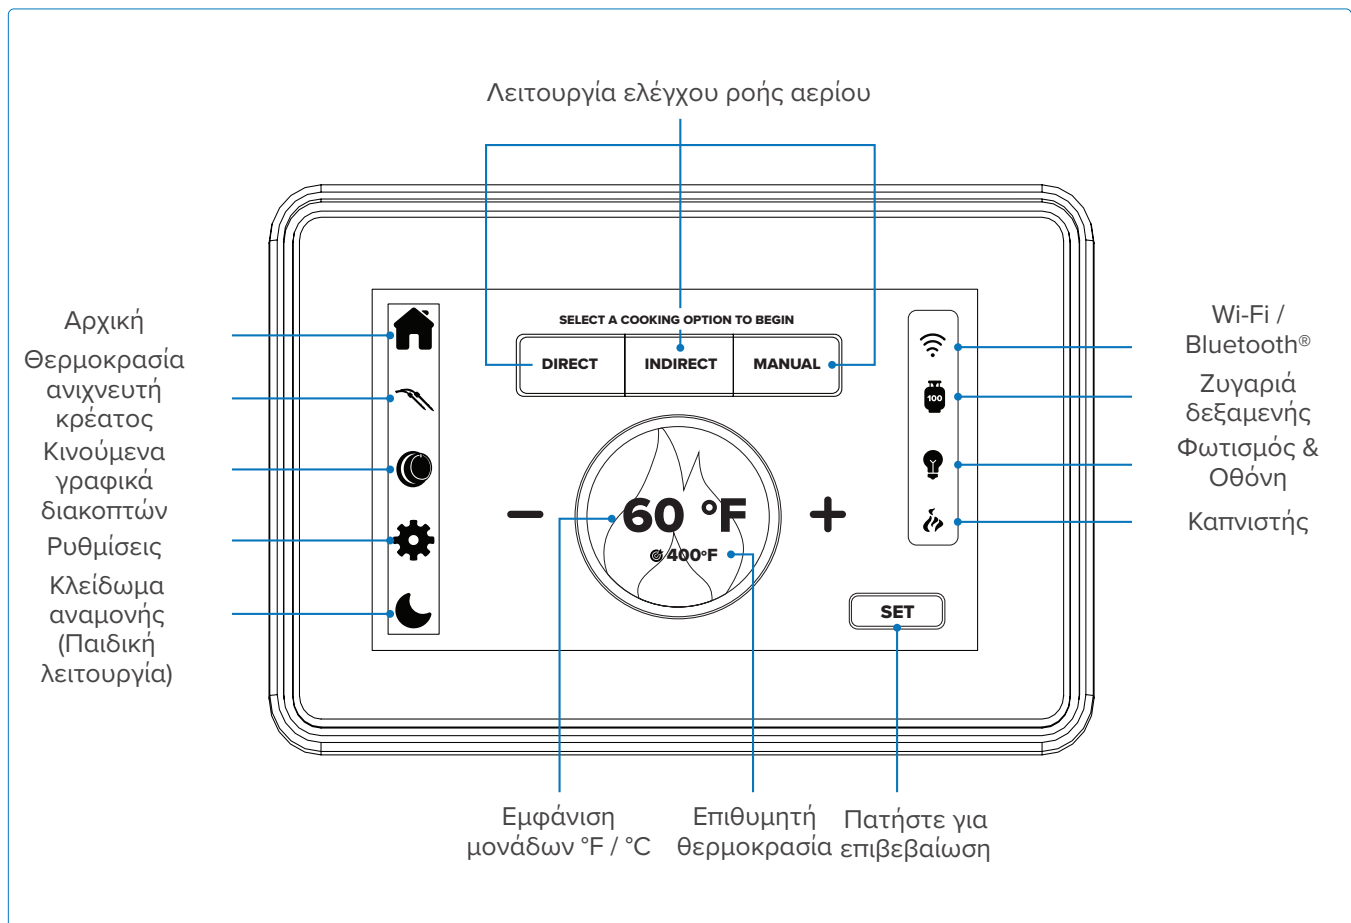 Λειτουργία ελέγχου ροής αερίου
SELECT A COOKING OPTION TO BEGIN
DIRECT
INDIRECT
MANUAL
Αρχική
Θερμοκρασία
ανιχνευτή
κρέατος
Κινούμενα
γραφικά
διακοπτών
Ρυθμίσεις
Κλείδωμα
αναμονής
(Παιδική
λειτουργία)
60 °F
400°F
100
SET
Wi-Fi /
Bluetooth®
Ζυγαριά
δεξαμενής
Φωτισμός &
Οθόνη
Καπνιστής
Εμφάνιση
μονάδων °F / °C
Επιθυμητή
θερμοκρασία
Πατήστε για
επιβεβαίωση